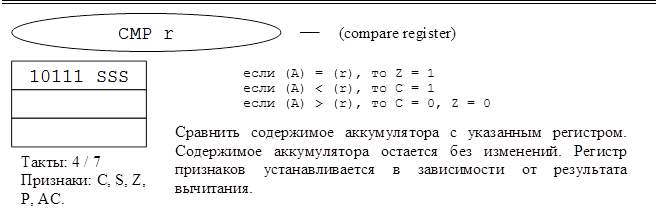 CMP r — (compare register)
10111 SSS
если (A) = (r), то Z = 1
если (A) < (r), то C = 1
если (A) > (r), то C = 0, Z = 0
Сравнить содержимое аккумулятора с указанным регистром.
Содержимое аккумулятора остается без изменений. Регистр
признаков устанавливается в зависимости от результата
вычитания.
Такты: 4 / 7
Признаки: C, S, Z,
P, AC.